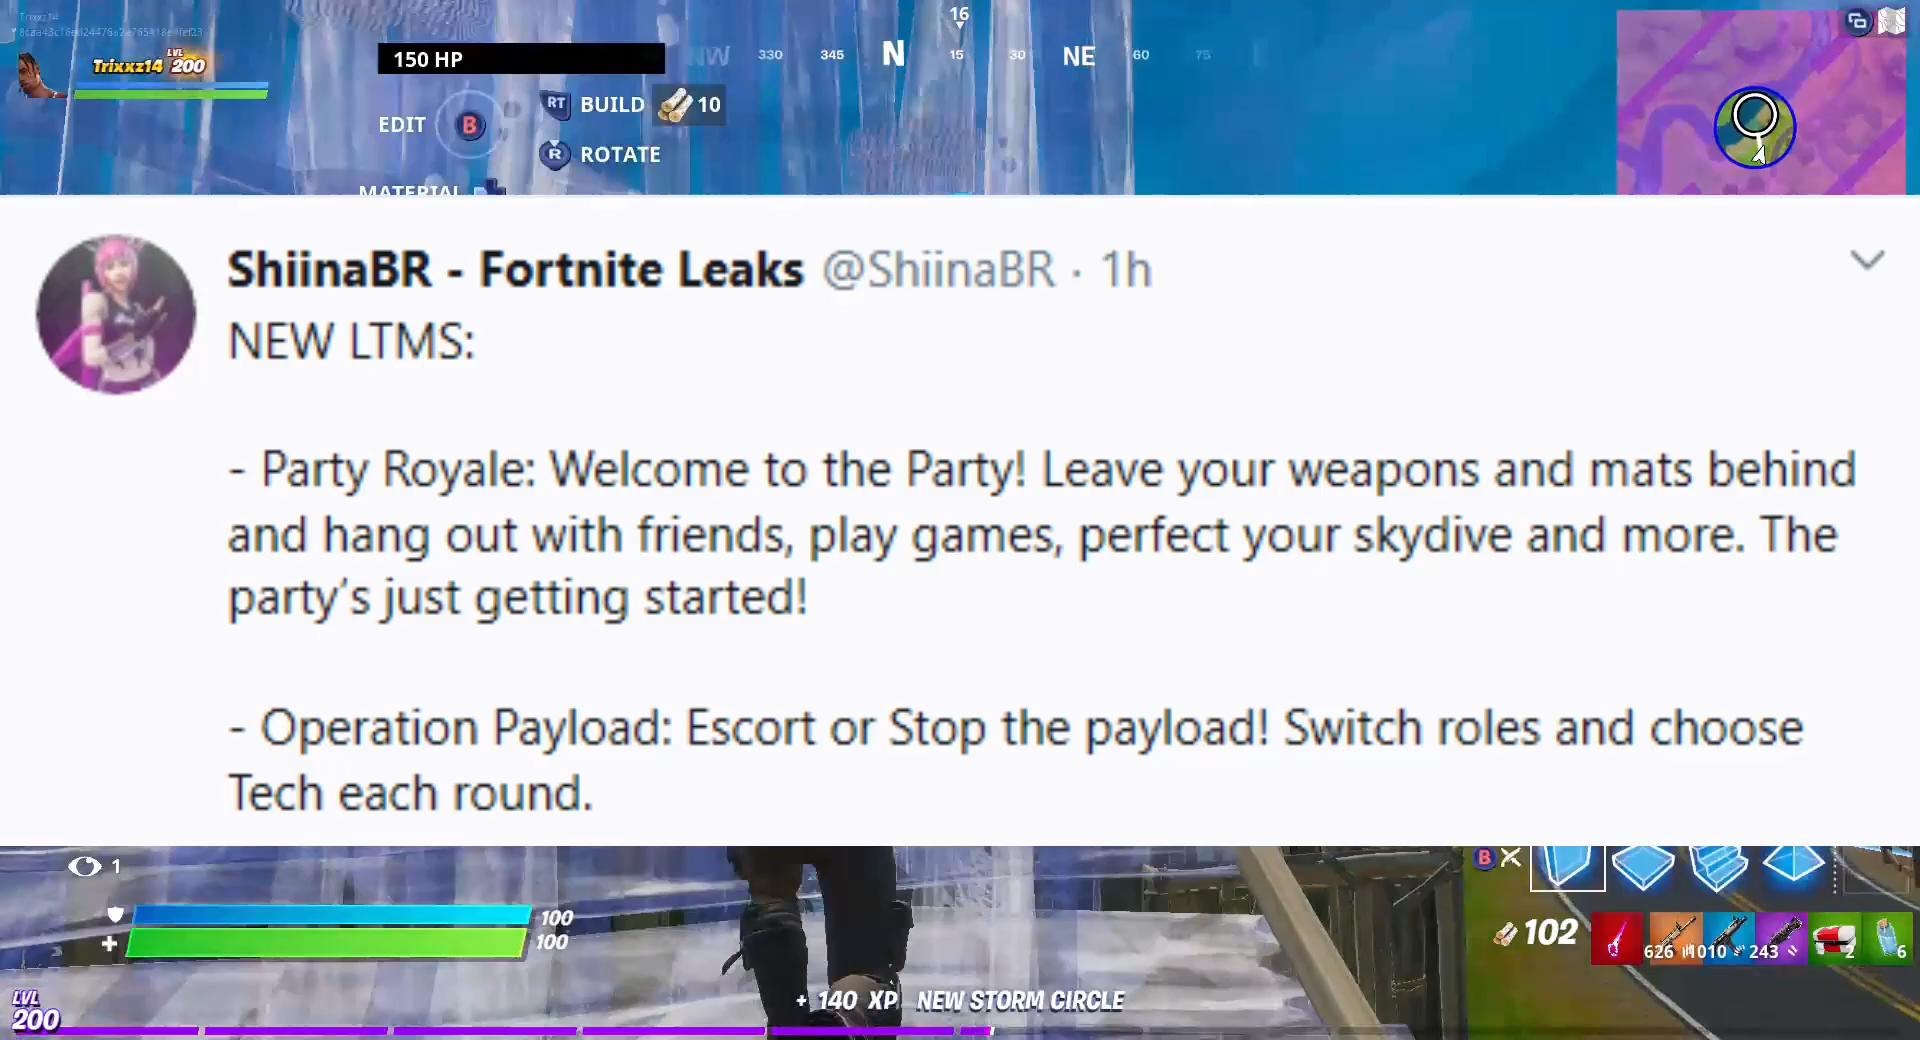 Trixxz14
16
Trixxz14 LVL 200
150 HP
NW 330 345 N 15 30 NE 60 75
RT BUILD 10
EDIT B
R ROTATE
MATERIAL
ShiinaBR - Fortnite Leaks @ShiinaBR · 1h
NEW LTMS:
- Party Royale: Welcome to the Party! Leave your weapons and mats behind
and hang out with friends, play games, perfect your skydive and more. The
party's just getting started!
- Operation Payload: Escort or Stop the payload! Switch roles and choose
Tech each round.
1
B
100
100
102
626 1010 243 2 6
+ 140 XP NEW STORM CIRCLE
LVL
200